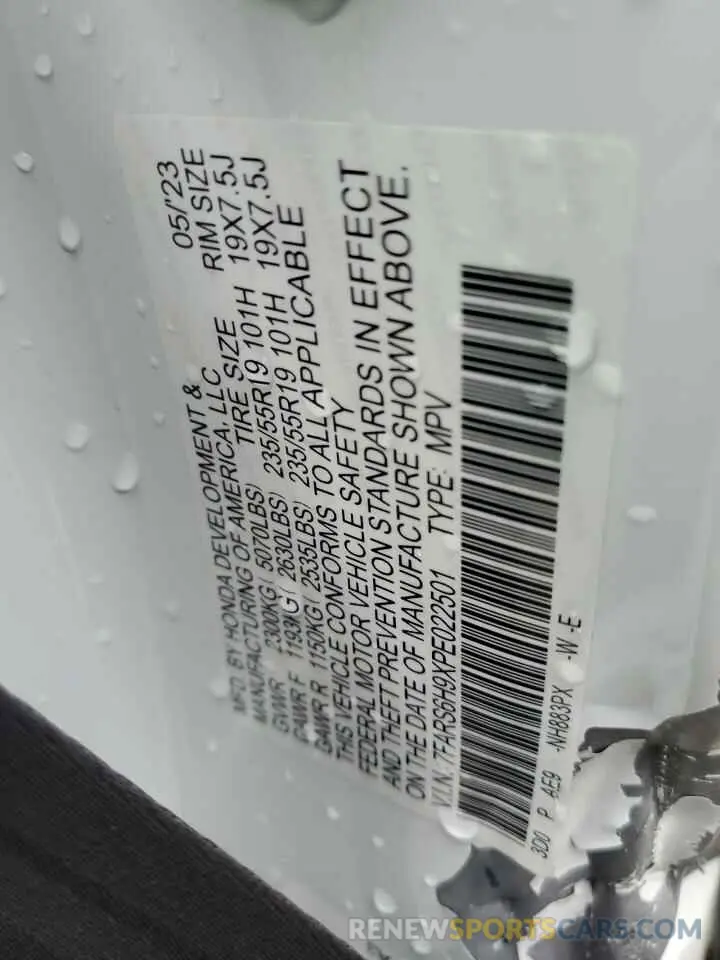 MFD. BY HONDA DEVELOPMENT & 05/'23
MANUFACTURING OF AMERICA, LLC RIM SIZE
GVWR 2300KG( 5070LBS) TIRE SIZE 19X7.5J
GAWR F 1193KG( 2630LBS) 235/55R19 101H 19X7.5J
GAWR R 1150KG( 2535LBS) 235/55R19 101H
THIS VEHICLE CONFORMS TO ALL APPLICABLE
FEDERAL MOTOR VEHICLE SAFETY
AND THEFT PREVENTION STANDARDS IN EFFECT
ON THE DATE OF MANUFACTURE SHOWN ABOVE.
V.I.N. 7FARS6H9XPE022501 TYPE: MPV
3D0 P AE9 -NH883PX -W-E
RENEWSPORTSCARS.COM